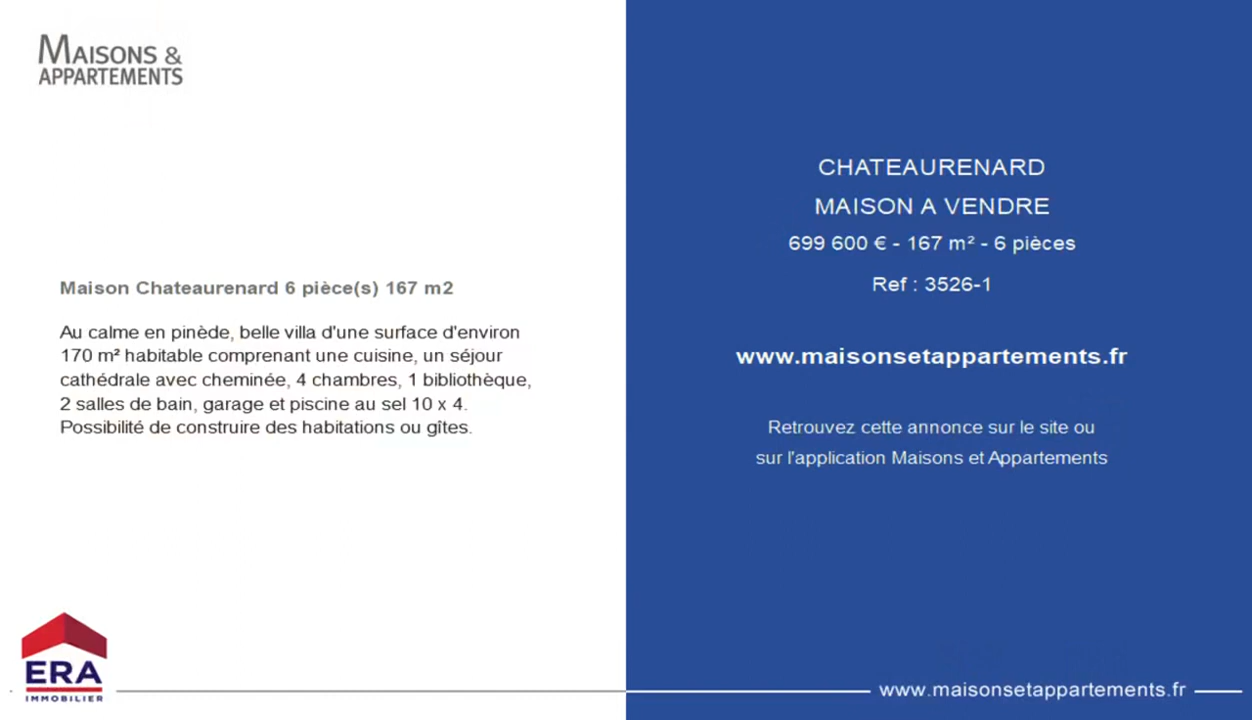 MAISONS &
APPARTEMENTS
Maison Chateaurenard 6 pièce(s) 167 m2
Au calme en pinède, belle villa d'une surface d'environ
170 m² habitable comprenant une cuisine, un séjour
cathédrale avec cheminée, 4 chambres, 1 bibliothèque,
2 salles de bain, garage et piscine au sel 10 x 4.
Possibilité de construire des habitations ou gîtes.
ERA
IMMOBILIER
CHATEAURENARD
MAISON A VENDRE
699 600 € - 167 m² - 6 pièces
Ref : 3526-1
www.maisonsetappartements.fr
Retrouvez cette annonce sur le site ou
sur l'application Maisons et Appartements
www.maisonsetappartements.fr